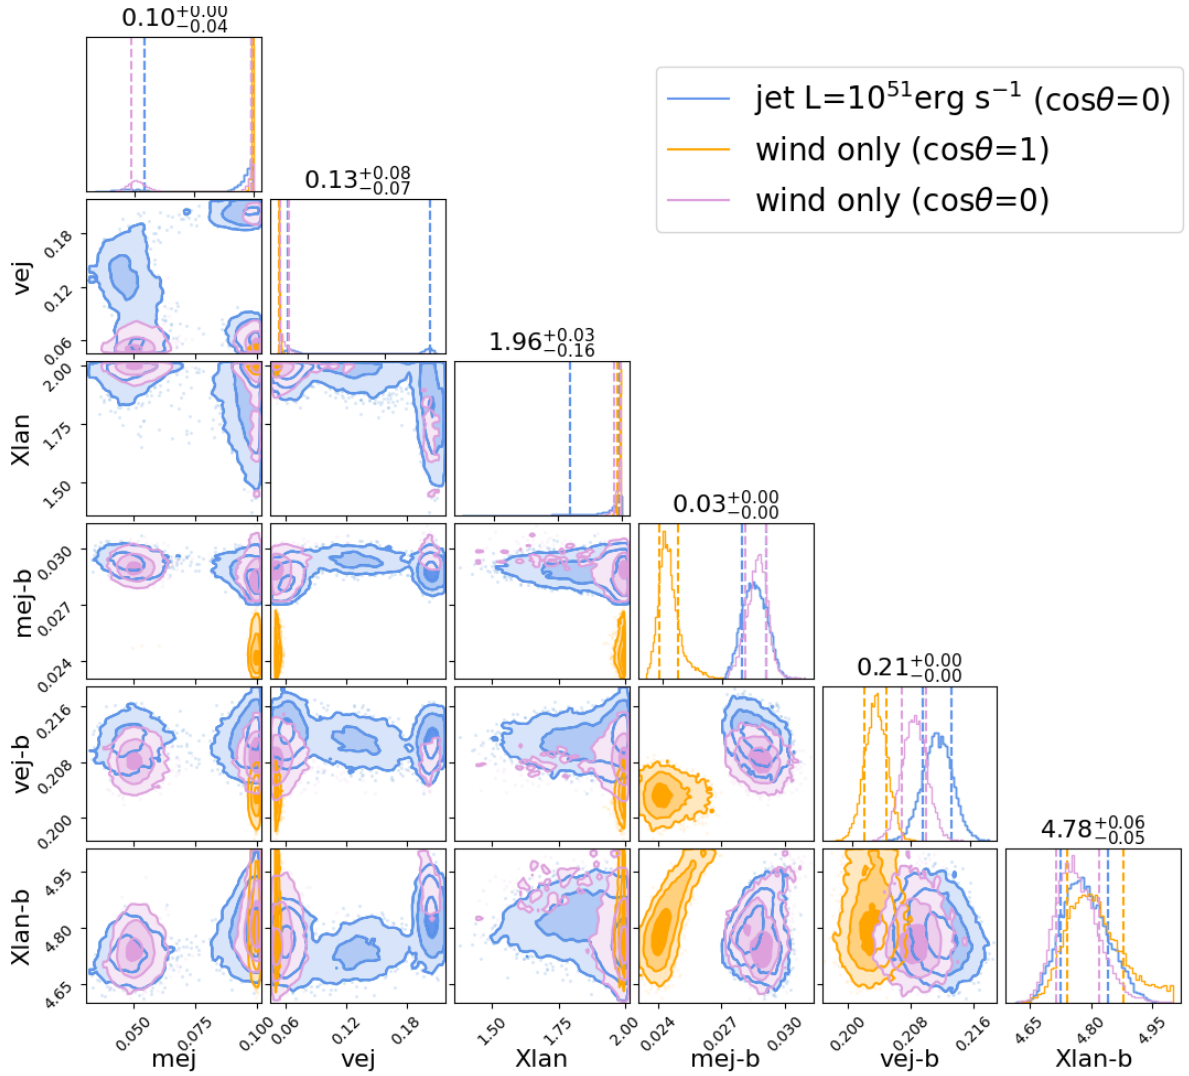 0.10+0.00−0.04
jet L=10^51erg s^−1 (cosθ=0)
wind only (cosθ=1)
wind only (cosθ=0)
0.13+0.08−0.07
vej
0.18
0.12
0.06
1.96+0.03−0.16
Xlan
2.00
1.75
1.50
0.03+0.00−0.00
mej-b
0.030
0.027
0.024
0.21+0.00−0.00
vej-b
0.216
0.208
0.200
4.78+0.06−0.05
Xlan-b
4.95
4.80
4.65
0.050 0.075 0.100 0.06 0.12 0.18 1.50 1.75 2.00 0.024 0.027 0.030 0.200 0.208 0.216 4.65 4.80 4.95
mej vej Xlan mej-b vej-b Xlan-b